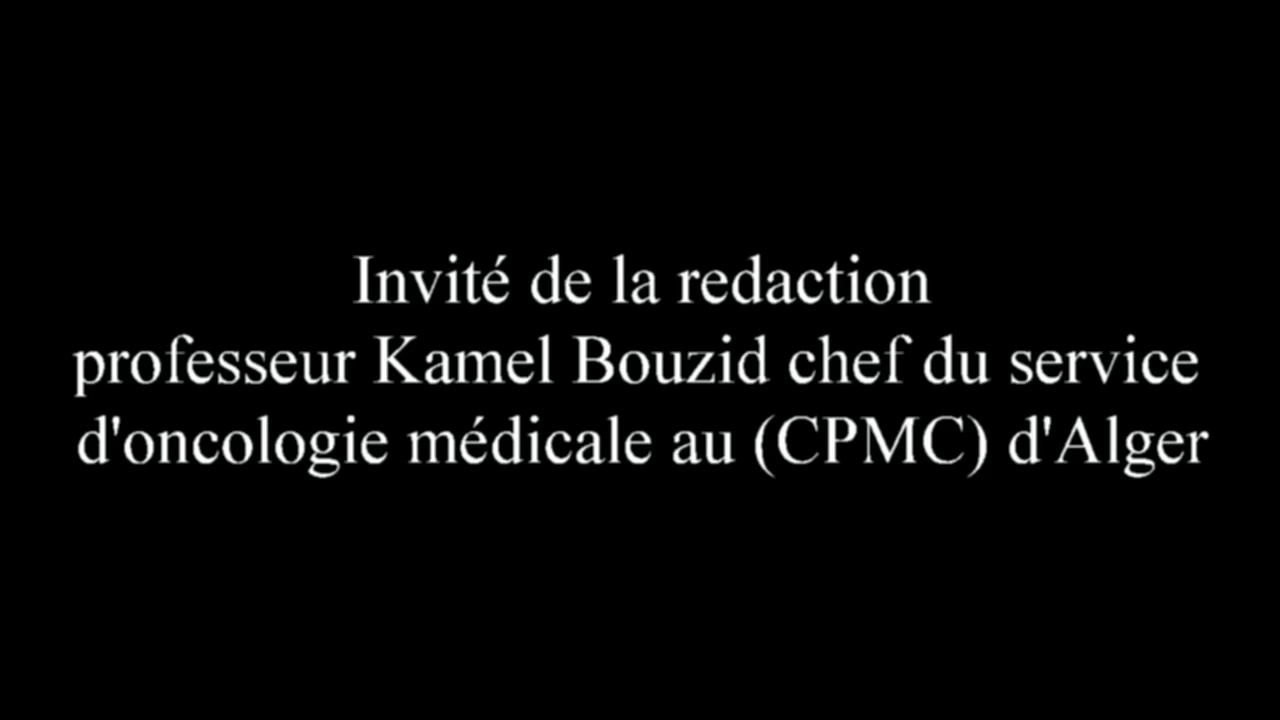 Invité de la redaction
professeur Kamel Bouzid chef du service
d'oncologie médicale au (CPMC) d'Alger